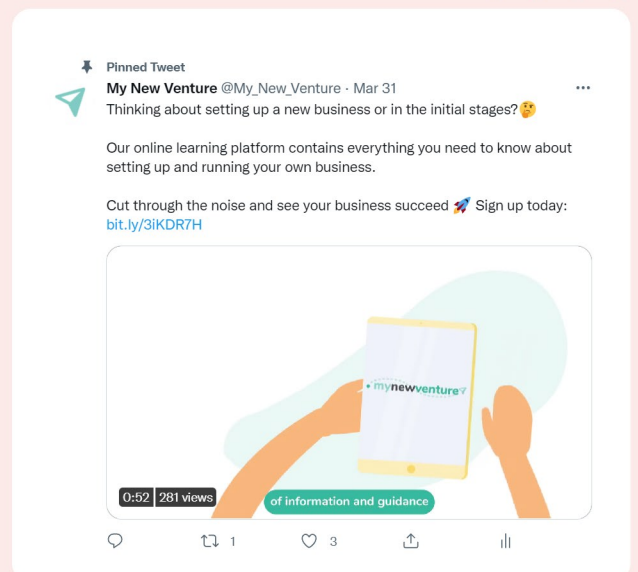 Pinned Tweet
My New Venture @My_New_Venture · Mar 31
Thinking about setting up a new business or in the initial stages?🤔
Our online learning platform contains everything you need to know about
setting up and running your own business.
Cut through the noise and see your business succeed 🚀 Sign up today:
bit.ly/3iKDR7H
mynewventure
0:52 281 views
of information and guidance
1 3